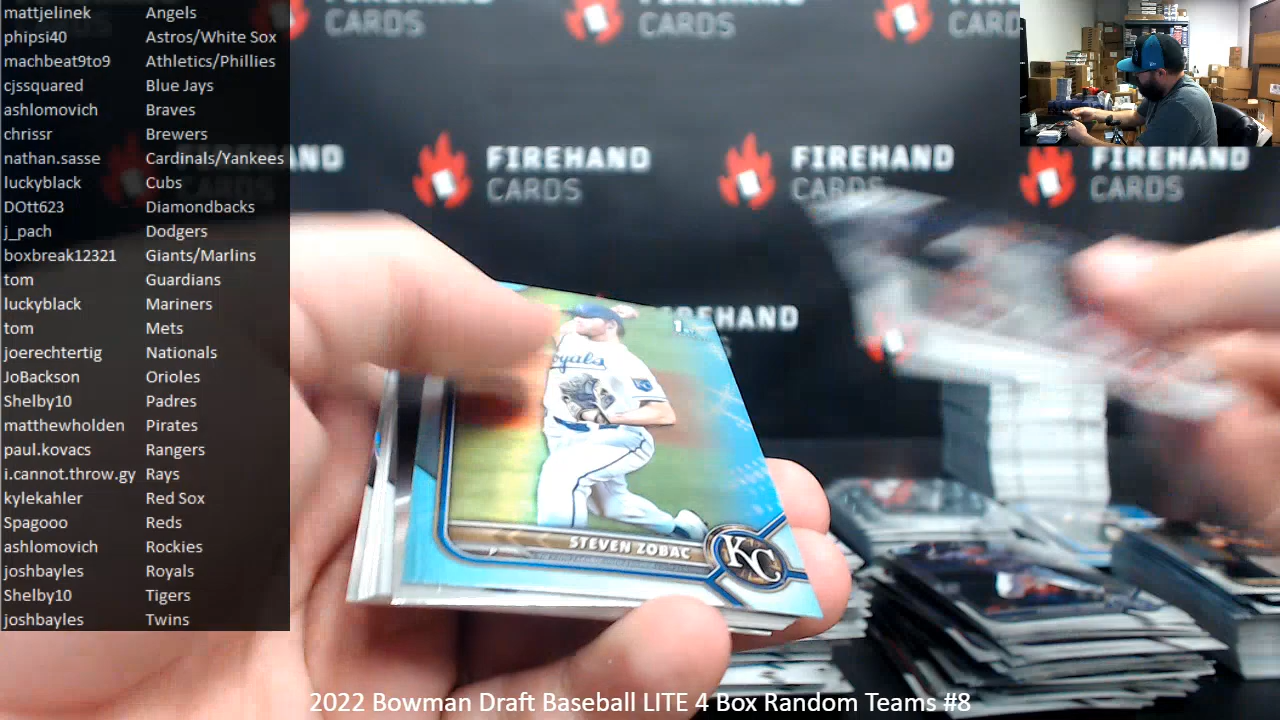 mattjelinek Angels
phipsi40 Astros/White Sox
machbeat9to9 Athletics/Phillies
cjssquared Blue Jays
ashlomovich Braves
chrissr Brewers
nathan.sasse Cardinals/Yankees
luckyblack Cubs
DOtt623 Diamondbacks
j_pach Dodgers
boxbreak12321 Giants/Marlins
tom Guardians
luckyblack Mariners
tom Mets
joerechtertig Nationals
JoBackson Orioles
Shelby10 Padres
matthewholden Pirates
paul.kovacs Rangers
i.cannot.throw.gy Rays
kylekahler Red Sox
Spagooo Reds
ashlomovich Rockies
joshbayles Royals
Shelby10 Tigers
joshbayles Twins
CARDS
CARDS
CARDS
FIREHAND
CARDS
FIREHAND
CARDS
FIREHAND
CARDS
EHAND
1
oyals
STEVEN ZOBAC
P
KC
2022 Bowman Draft Baseball LITE 4 Box Random Teams #8